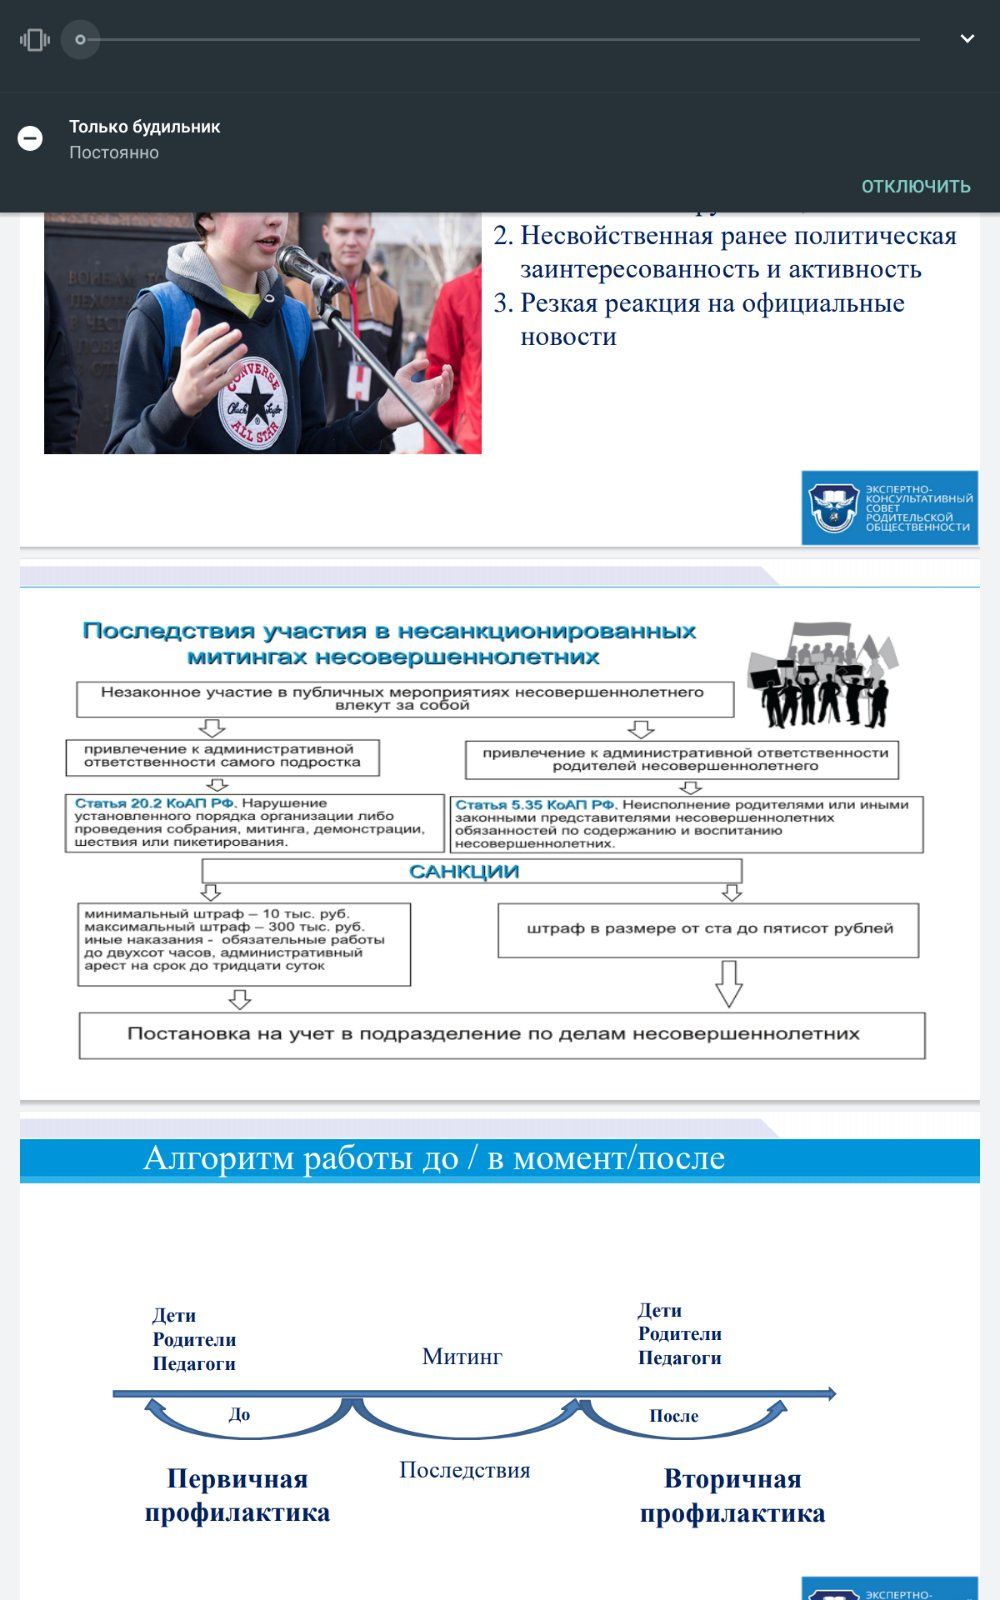 Только будильник
Постоянно
ОТКЛЮЧИТЬ
2. Несвойственная ранее политическая
заинтересованность и активность
3. Резкая реакция на официальные
новости
CONVERSE
Chuck Taylor
ALL STAR
ЭКСПЕРТНО-
КОНСУЛЬТАТИВНЫЙ
СОВЕТ
РОДИТЕЛЬСКОЙ
ОБЩЕСТВЕННОСТИ
Последствия участия в несанкционированных
митингах несовершеннолетних
Незаконное участие в публичных мероприятиях несовершеннолетнего
влекут за собой
привлечение к административной
ответственности самого подростка
привлечение к административной ответственности
родителей несовершеннолетнего
Статья 20.2 КоАП РФ. Нарушение
установленного порядка организации либо
проведения собрания, митинга, демонстрации,
шествия или пикетирования.
Статья 5.35 КоАП РФ. Неисполнение родителями или иными
законными представителями несовершеннолетних
обязанностей по содержанию и воспитанию
несовершеннолетних.
САНКЦИИ
минимальный штраф – 10 тыс. руб.
максимальный штраф – 300 тыс. руб.
иные наказания - обязательные работы
до двухсот часов, административный
арест на срок до тридцати суток
штраф в размере от ста до пятисот рублей
Постановка на учет в подразделение по делам несовершеннолетних
Алгоритм работы до / в момент/после
Дети
Родители
Педагоги
Митинг
Дети
Родители
Педагоги
До
После
Последствия
Первичная
профилактика
Вторичная
профилактика
ЭКСПЕРТНО-